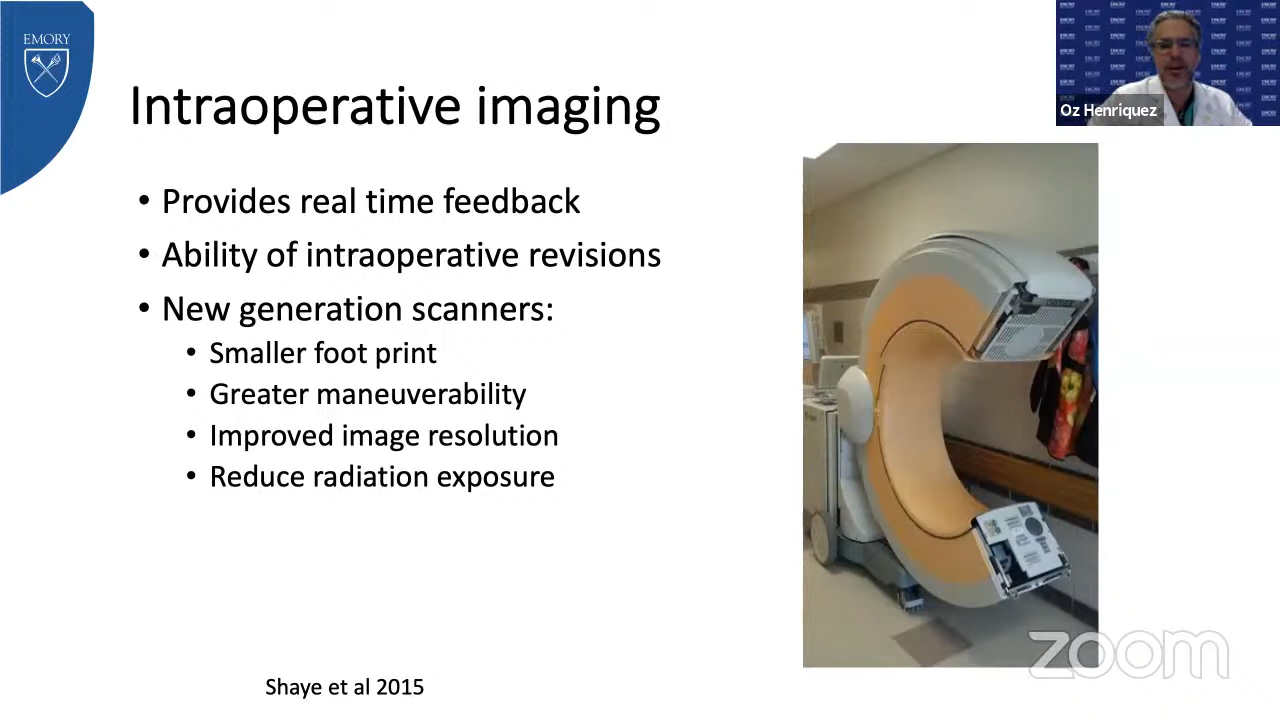 EMORY
Oz Henriquez
Intraoperative imaging
• Provides real time feedback
• Ability of intraoperative revisions
• New generation scanners:
• Smaller foot print
• Greater maneuverability
• Improved image resolution
• Reduce radiation exposure
Shaye et al 2015
zoom